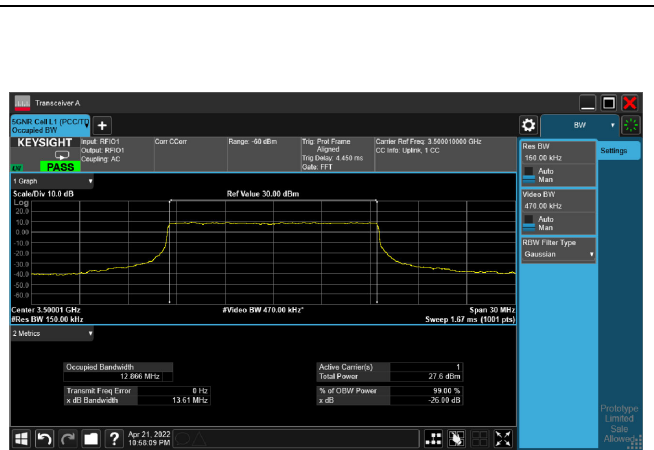 Transceiver A
5GNR Call L1 (PCC/TD
Occupied BW
+
BW
KEYSIGHT
PASS
Input: RFIO1
Output: RFIO1
Coupling: AC
Corr CCorr
Range: -60 dBm
Trig: Prot Frame
Aligned
Trig Delay: 4.450 ms
Gate: FFT
Carrier Ref Freq: 3.500010000 GHz
CC Info: Uplink, 1 CC
Res BW
150.00 kHz
Auto
Man
Settings
Video BW
470.00 kHz
Auto
Man
RBW Filter Type
Gaussian
1 Graph
Scale/Div 10.0 dB
Ref Value 30.00 dBm
Log
20.0
10.0
0.00
-10.0
-20.0
-30.0
-40.0
-50.0
-60.0
Center 3.50001 GHz
#Video BW 470.00 kHz*
Span 30 MHz
#Res BW 150.00 kHz
Sweep 1.67 ms (1001 pts)
2 Metrics
Occupied Bandwidth
12.866 MHz
Transmit Freq Error
0 Hz
x dB Bandwidth
13.61 MHz
Active Carrier(s)
1
Total Power
27.6 dBm
% of OBW Power
99.00 %
x dB
-26.00 dB
Prototype
Limited
Sale
Allowed
?
Apr 21, 2022
10:58:09 PM